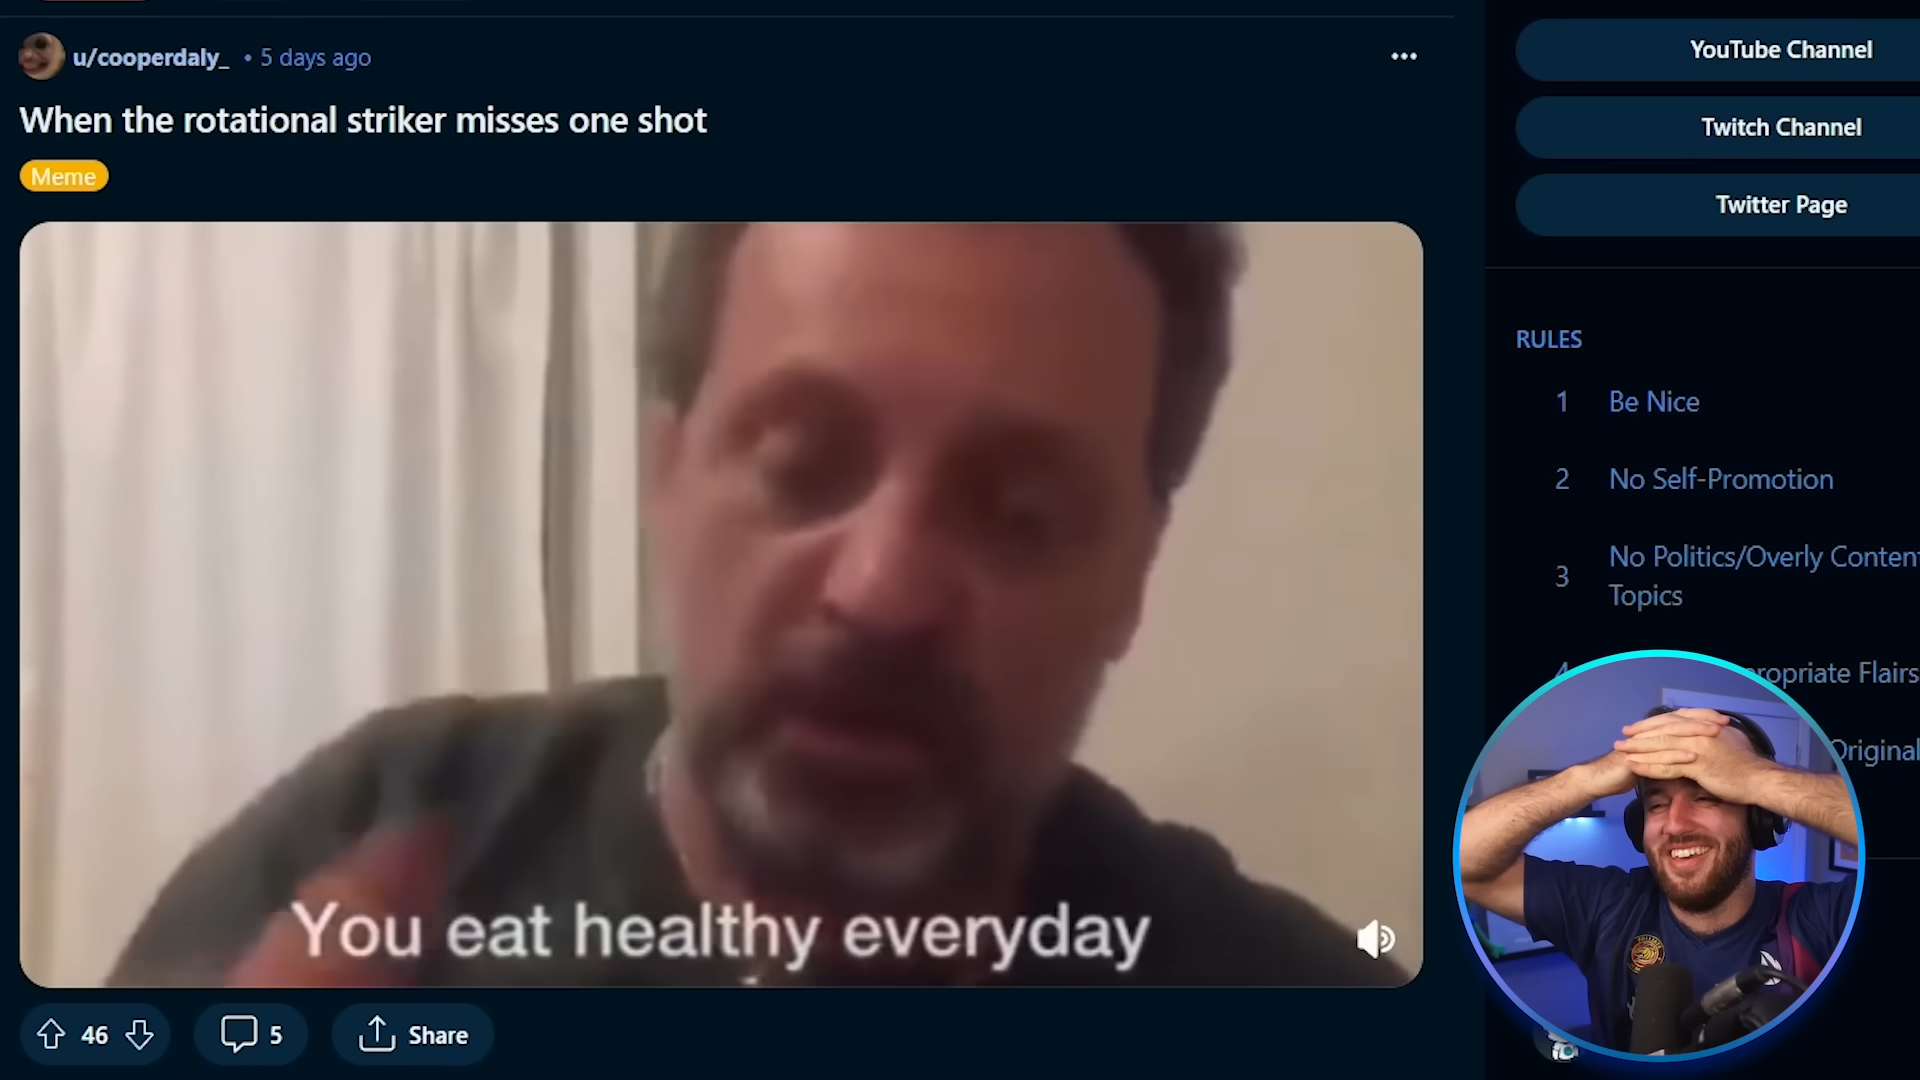 u/cooperdaly_ • 5 days ago
When the rotational striker misses one shot
Meme
You eat healthy everyday
46
5
Share
YouTube Channel
Twitch Channel
Twitter Page
RULES
1 Be Nice
2 No Self-Promotion
3 No Politics/Overly
Topics
4 Flairs
Original